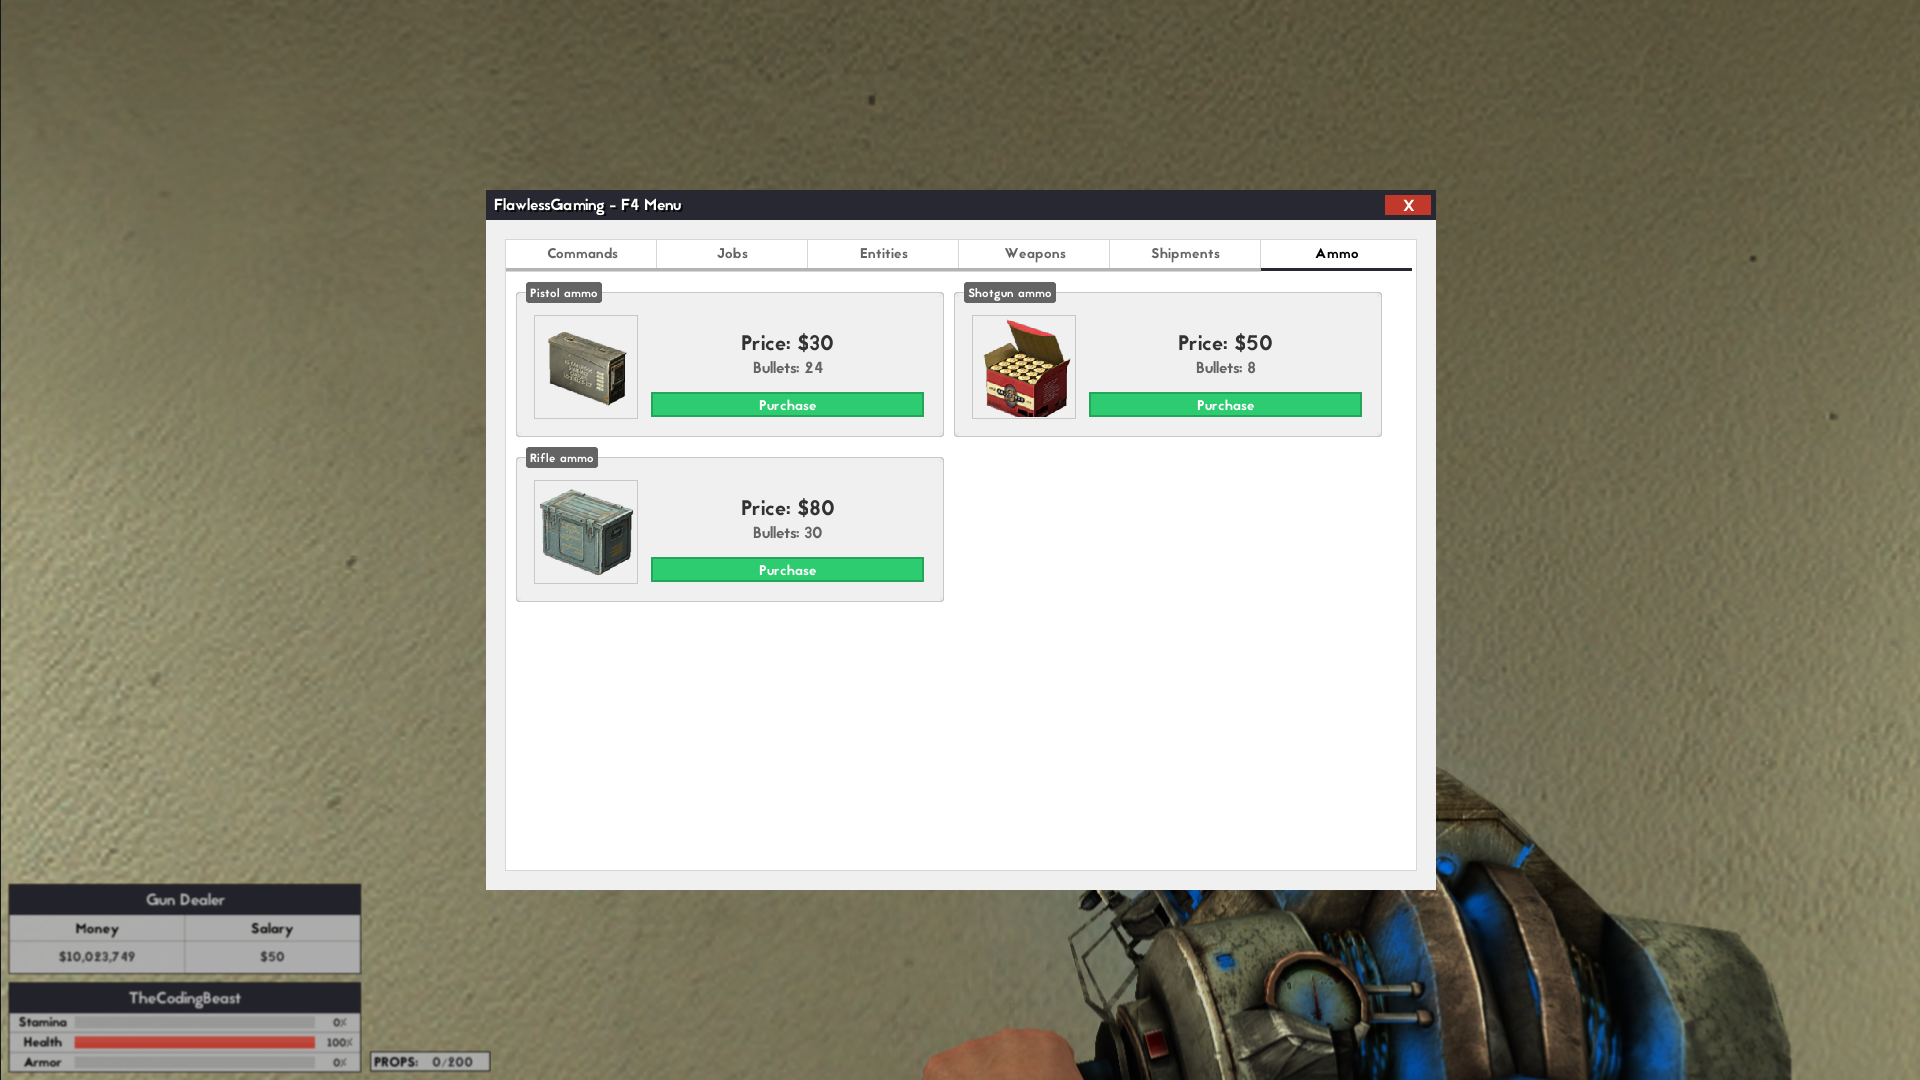 FlawlessGaming - F4 Menu
X
Commands
Jobs
Entities
Weapons
Shipments
Ammo
Pistol ammo
Price: $30
Bullets: 24
Purchase
Shotgun ammo
Price: $50
Bullets: 8
Purchase
Rifle ammo
Price: $80
Bullets: 30
Purchase
Gun Dealer
Money
Salary
$10,023,749
$50
TheCodingBeast
Stamina
0%
Health
100%
Armor
0%
PROPS: 0/200